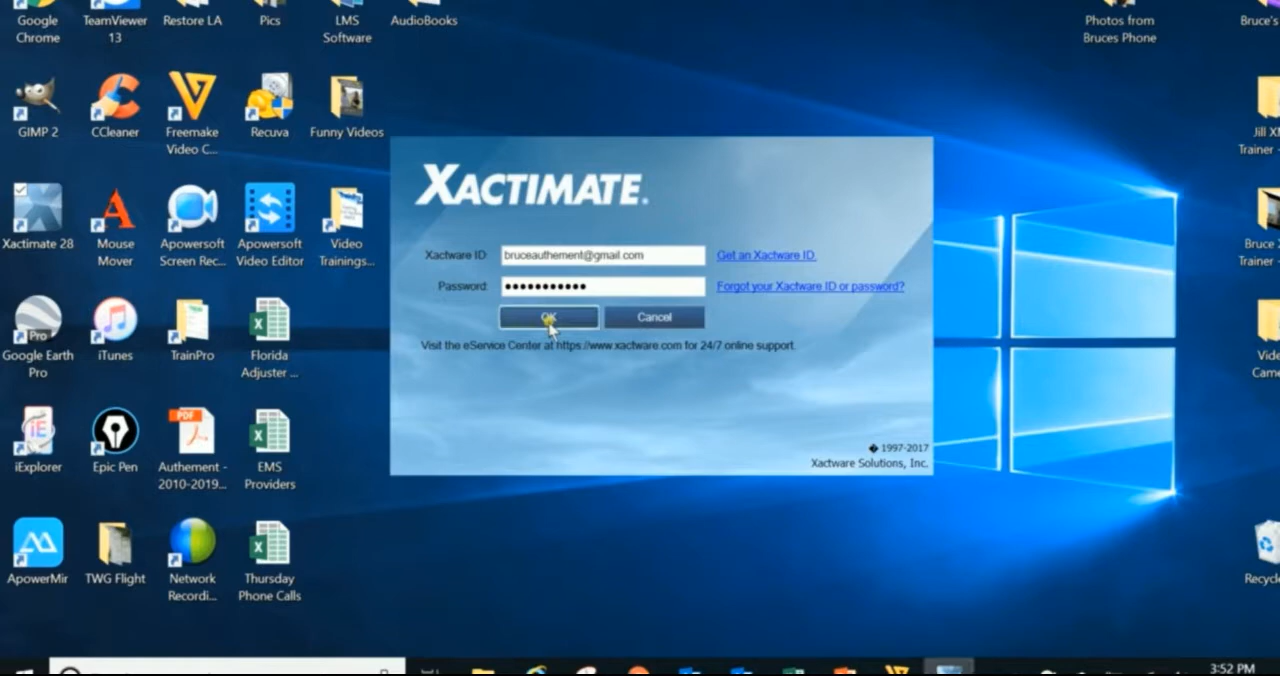 Google
Chrome
TeamViewer
13
Restore LA
Pics
LMS
Software
AudioBooks
Photos from
Bruces Phone
Bruce's
GIMP 2
CCleaner
Freemake
Video C...
Recuva
Funny Videos
Jill X
Trainer -
XACTIMATE.
Xactware ID:
bruceauthement@gmail.com
Get an Xactware ID.
Password:
●●●●●●●●●●●
Forgot your Xactware ID or password?
OK
Cancel
Visit the eService Center at https://www.xactware.com for 24/7 online support.
� 1997-2017
Xactware Solutions, Inc.
Xactimate 28
Mouse
Mover
Apowersoft
Screen Rec...
Apowersoft
Video Editor
Video
Trainings...
Bruce
Trainer -
Pro
Google Earth
Pro
iTunes
TrainPro
Florida
Adjuster ...
Vide
Came
iE
iExplorer
Epic Pen
PDF
Authement -
2010-2019...
EMS
Providers
ApowerMir
TWG Flight
Network
Recordi...
Thursday
Phone Calls
Recycle
3:52 PM